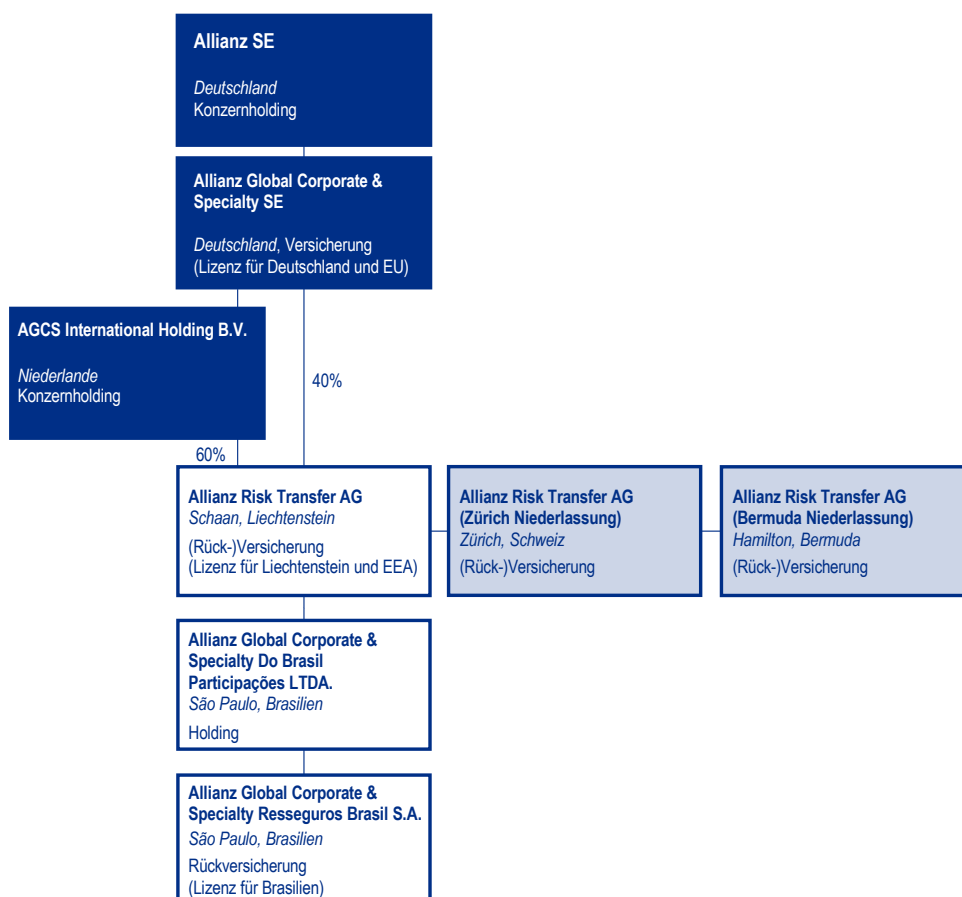 Allianz SE
Deutschland
Konzernholding
Allianz Global Corporate &
Specialty SE
Deutschland, Versicherung
(Lizenz für Deutschland und EU)
AGCS International Holding B.V.
Niederlande
Konzernholding
40%
60%
Allianz Risk Transfer AG
Schaan, Liechtenstein
(Rück-)Versicherung
(Lizenz für Liechtenstein und EEA)
Allianz Risk Transfer AG
(Zürich Niederlassung)
Zürich, Schweiz
(Rück-)Versicherung
Allianz Risk Transfer AG
(Bermuda Niederlassung)
Hamilton, Bermuda
(Rück-)Versicherung
Allianz Global Corporate &
Specialty Do Brasil
Participações LTDA.
São Paulo, Brasilien
Holding
Allianz Global Corporate &
Specialty Resseguros Brasil S.A.
São Paulo, Brasilien
Rückversicherung
(Lizenz für Brasilien)